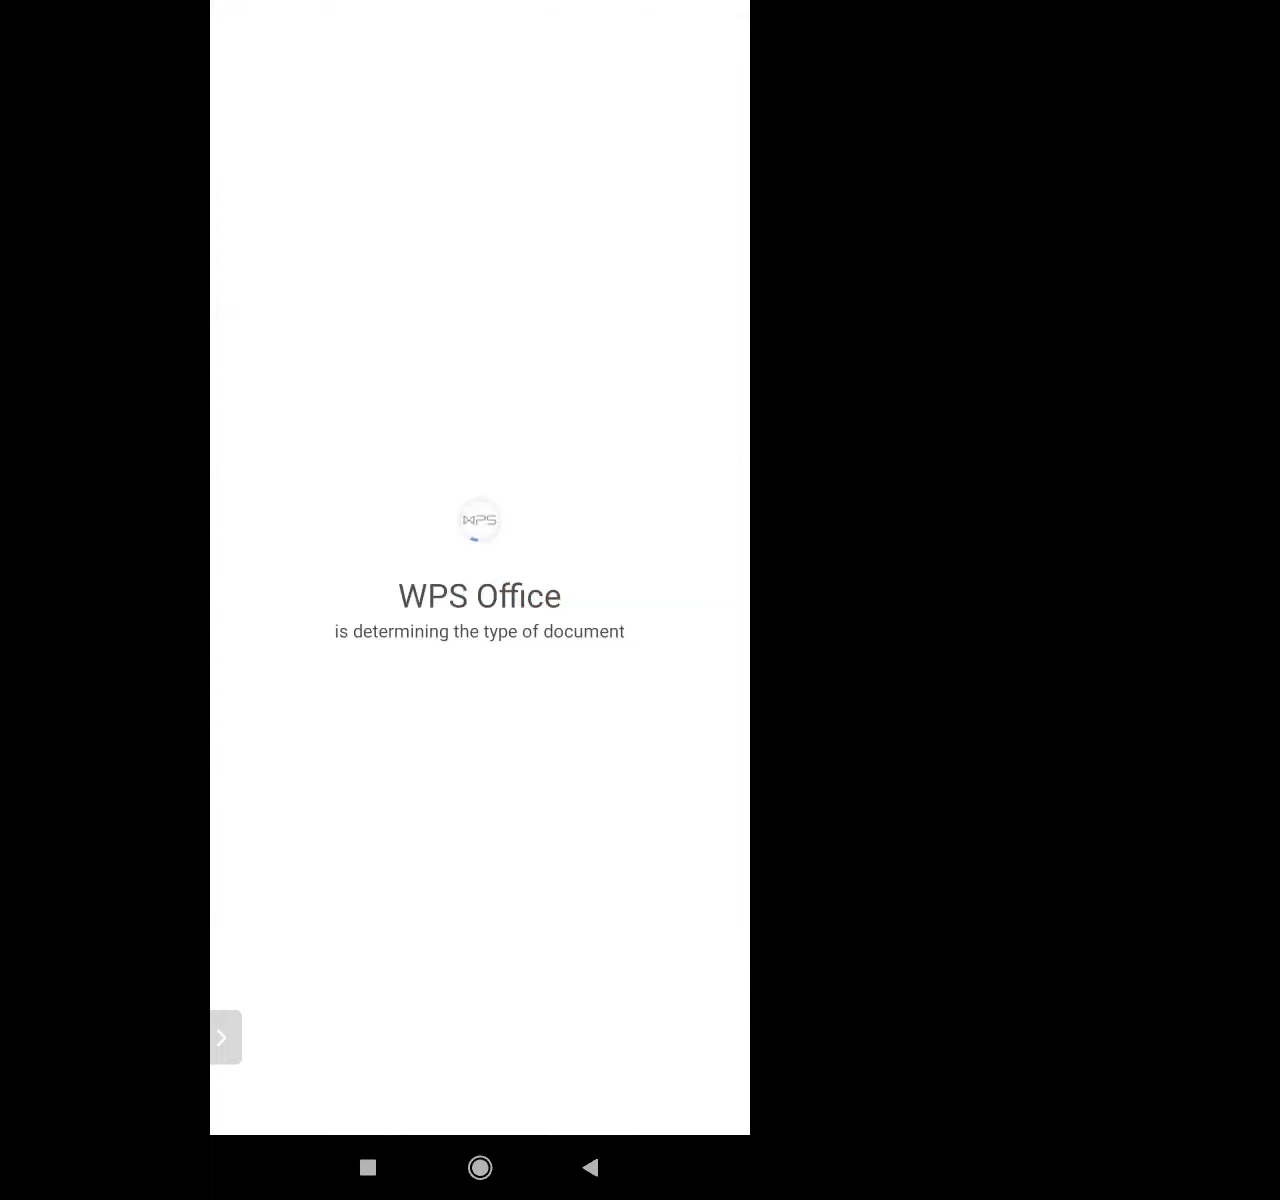 WPS
WPS Office
is determining the type of document